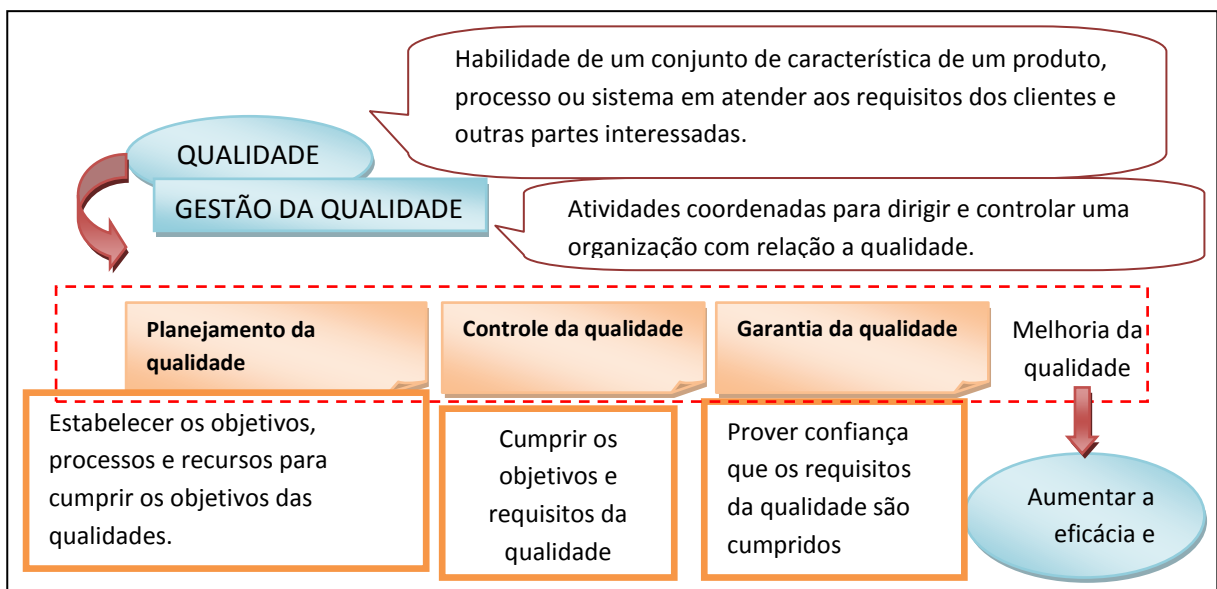 Habilidade de um conjunto de característica de um produto,
processo ou sistema em atender aos requisitos dos clientes e
outras partes interessadas.
QUALIDADE
GESTÃO DA QUALIDADE
Atividades coordenadas para dirigir e controlar uma
organização com relação a qualidade.
Planejamento da
qualidade
Controle da qualidade
Garantia da qualidade
Melhoria da
qualidade
Estabelecer os objetivos,
processos e recursos para
cumprir os objetivos das
qualidades.
Cumprir os
objetivos e
requisitos da
qualidade
Prover confiança
que os requisitos
da qualidade são
cumpridos
Aumentar a
eficácia e